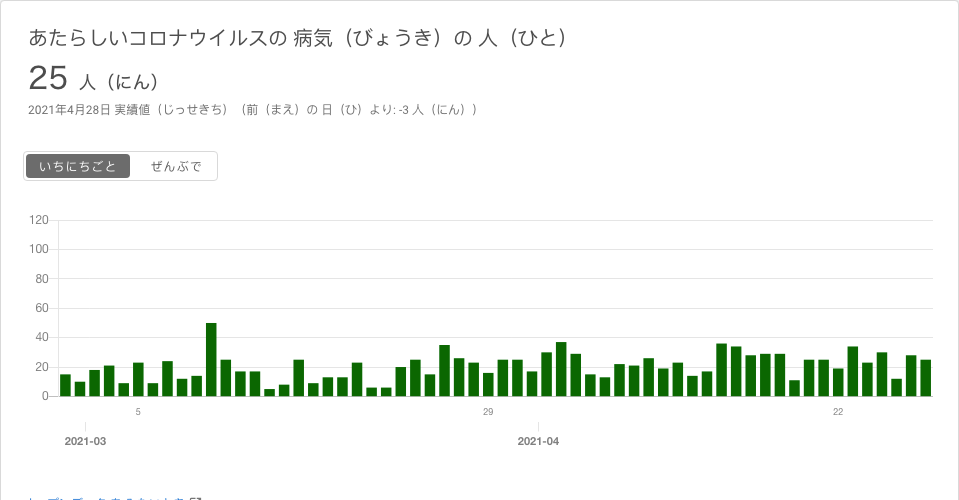 あたらしいコロナウイルスの 病気（びょうき）の 人（ひと）
25 人（にん）
2021年4月28日 実績値（じっせきち）（前（まえ）の 日（ひ）より: -3 人（にん））
いちにちごと ぜんぶで
120
100
80
60
40
20
0
5 29 22
2021-03 2021-04